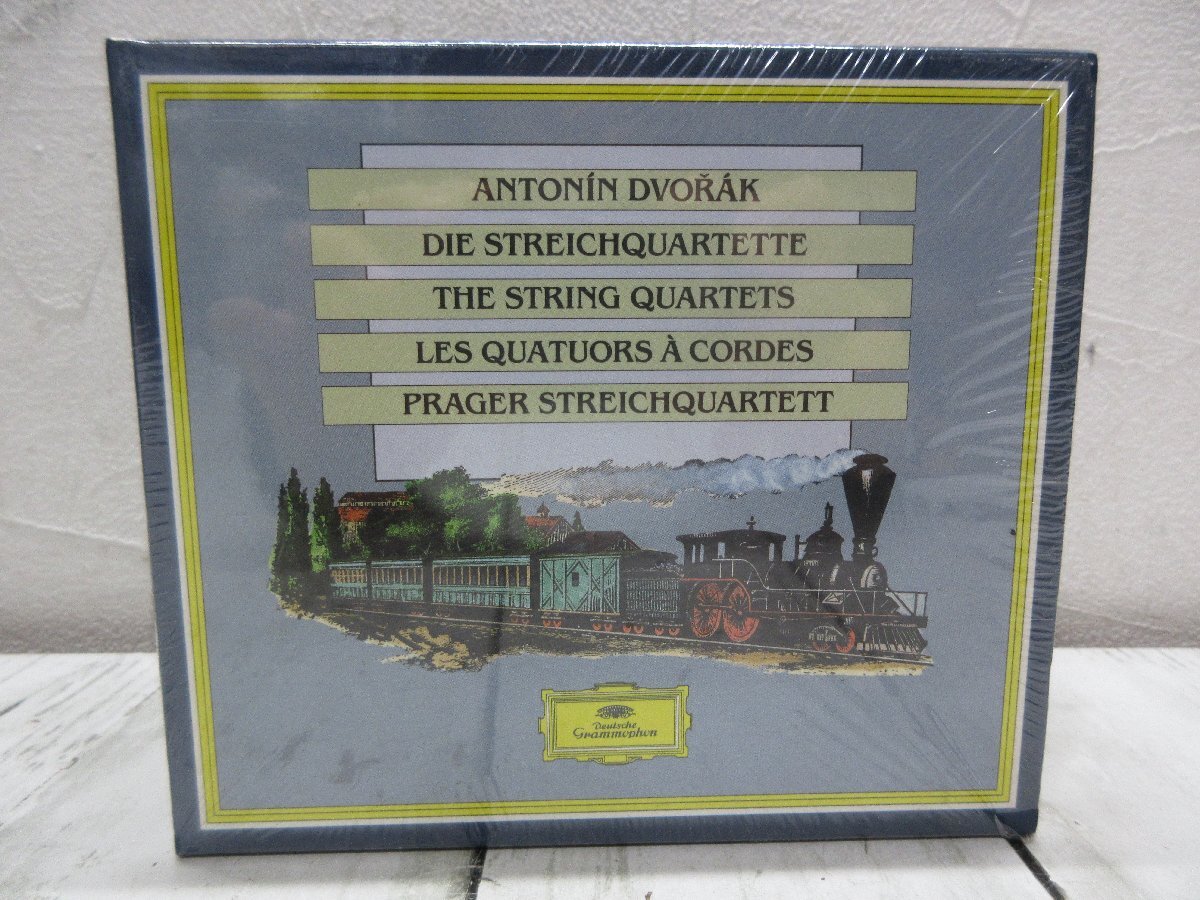 ANTONÍN DVOŘÁK
DIE STREICHQUARTETTE
THE STRING QUARTETS
LES QUATUORS À CORDES
PRAGER STREICHQUARTETT
Deutsche
Grammophon